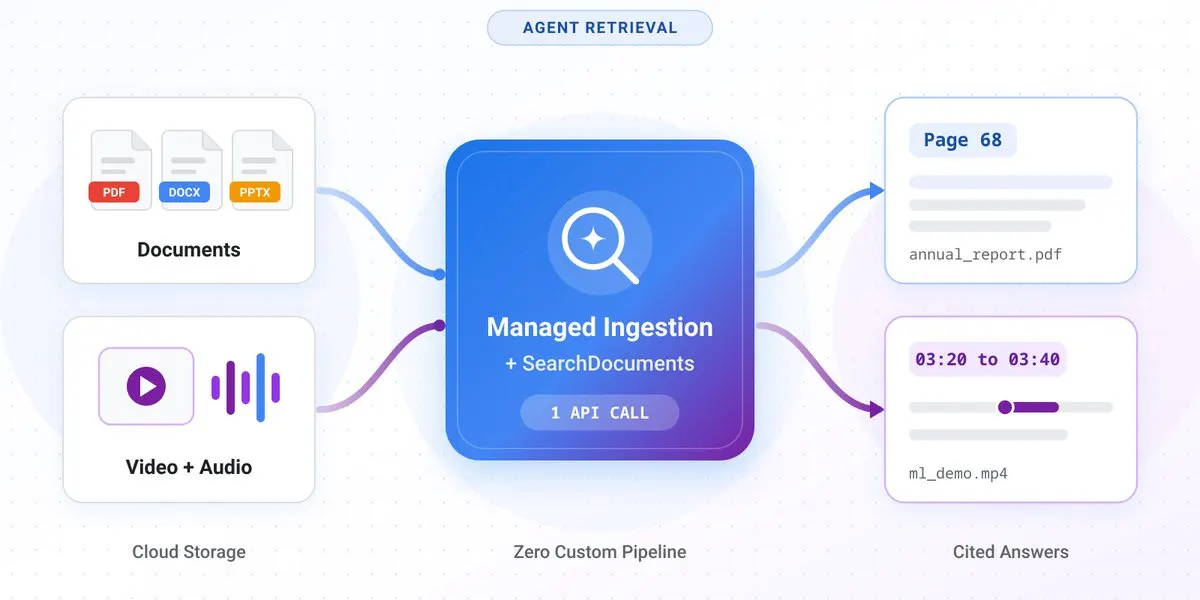 AGENT RETRIEVAL
PDF DOCX PPTX
Documents
Video + Audio
Cloud Storage
Managed Ingestion
+ SearchDocuments
1 API CALL
Zero Custom Pipeline
Page 68
annual_report.pdf
03:20 to 03:40
ml_demo.mp4
Cited Answers